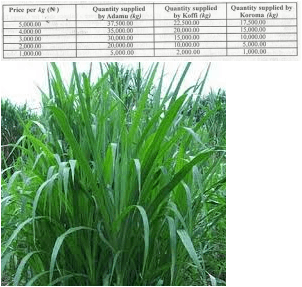 Price per kg (₦) Quantity supplied by Adamu (kg) Quantity supplied by Koffi (kg) Quantity supplied by Koroma (kg)
5,000.00 37,500.00 22,500.00 17,500.00
4,000.00 35,000.00 20,000.00 15,000.00
3,000.00 30,000.00 15,000.00 10,000.00
2,000.00 20,000.00 10,000.00 5,000.00
1,000.00 5,000.00 2,000.00 1,000.00